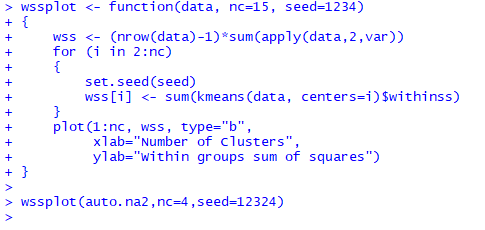 > wssplot <- function(data, nc=15, seed=1234)
+ {
+     wss <- (nrow(data)-1)*sum(apply(data,2,var))
+     for (i in 2:nc)
+     {
+         set.seed(seed)
+         wss[i] <- sum(kmeans(data, centers=i)$withinss)
+     }
+     plot(1:nc, wss, type="b",
+          xlab="Number of Clusters",
+          ylab="Within groups sum of squares")
+ }
>
> wssplot(auto.na2,nc=4,seed=12324)
>